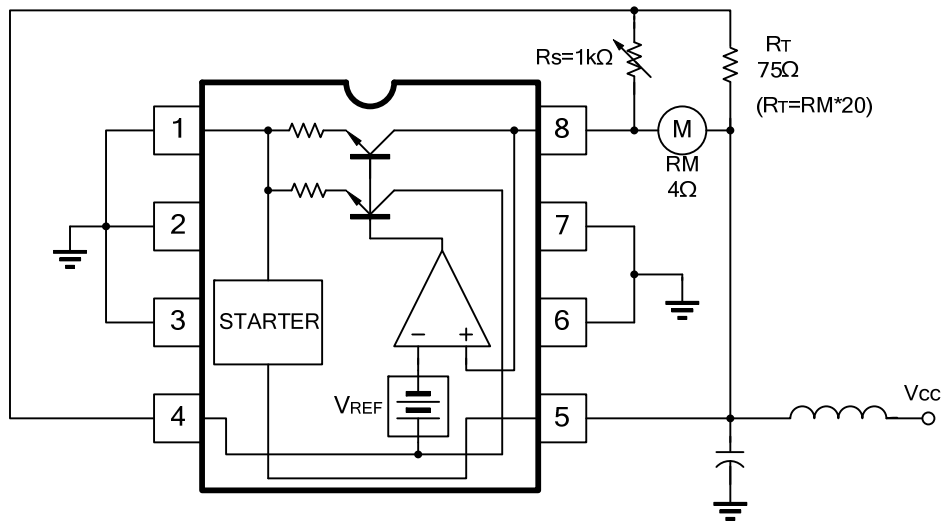 Rs=1kΩ
RT
75Ω
(RT=RM*20)
1
8
M
RM
4Ω
2
7
3
STARTER
6
− +
4
VREF
5
Vcc